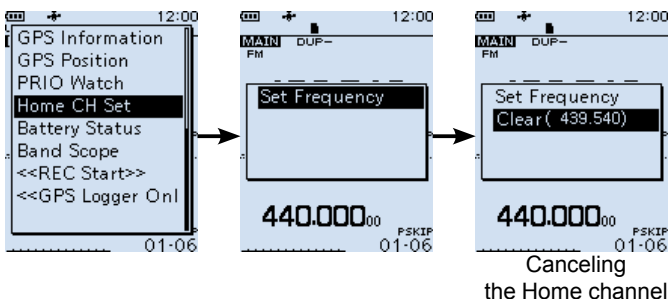 12:00
GPS Information
GPS Position
PRIO Watch
Home CH Set
Battery Status
Band Scope
<<REC Start>>
<<GPS Logger Onl
01-06
12:00
MAIN DUP–
FM
Set Frequency
440.000 00
PSKIP
01-06
12:00
MAIN DUP–
FM
Set Frequency
Clear( 439.540)
440.000 00
PSKIP
01-06
Canceling
the Home channel